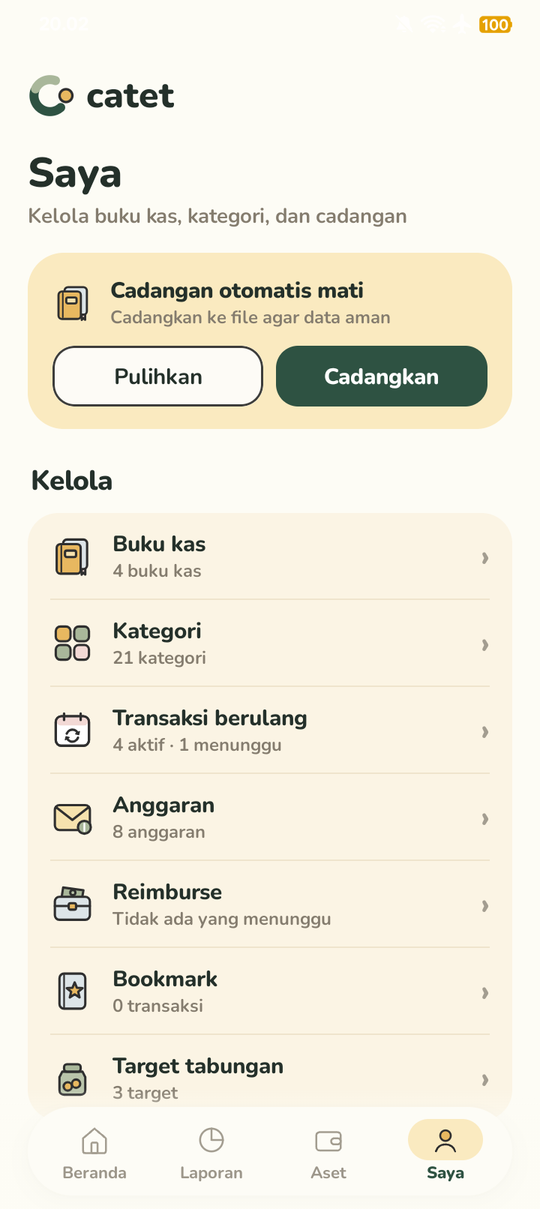 100
catet
Saya
Kelola buku kas, kategori, dan cadangan
Cadangan otomatis mati
Cadangkan ke file agar data aman
Pulihkan
Cadangkan
Kelola
Buku kas
4 buku kas
Kategori
21 kategori
Transaksi berulang
4 aktif · 1 menunggu
Anggaran
8 anggaran
Reimburse
Tidak ada yang menunggu
Bookmark
0 transaksi
Target tabungan
3 target
Beranda
Laporan
Aset
Saya